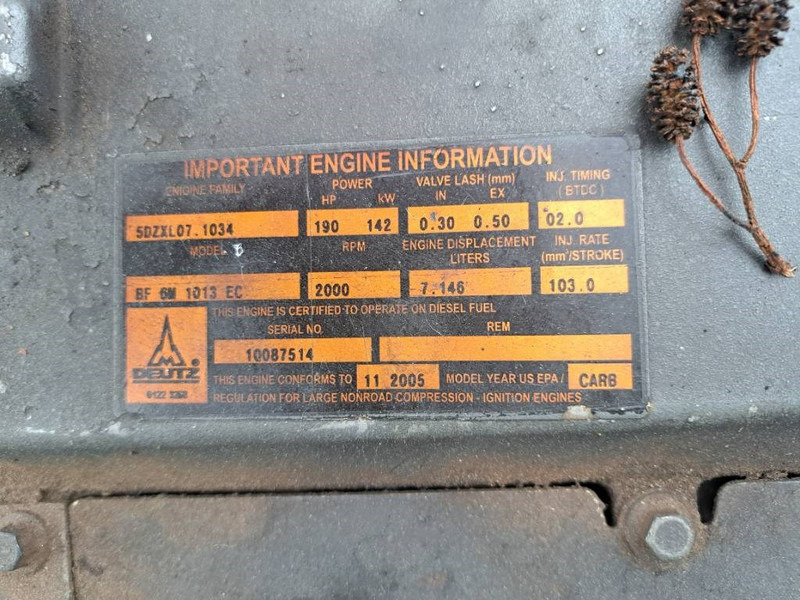 IMPORTANT ENGINE INFORMATION
ENGINE FAMILY POWER VALVE LASH (mm) INJ. TIMING
HP kW IN EX (BTDC)
5DZXL07.1034 190 142 0.30 0.50 02.0
MODEL RPM ENGINE DISPLACEMENT INJ. RATE
LITERS (mm³/STROKE)
BF 6M 1013 EC 2000 7.146 103.0
THIS ENGINE IS CERTIFIED TO OPERATE ON DIESEL FUEL
SERIAL NO. REM
10087514
DEUTZ
THIS ENGINE CONFORMS TO 11 2005 MODEL YEAR US EPA / CARB
0422
REGULATION FOR LARGE NONROAD COMPRESSION - IGNITION ENGINES